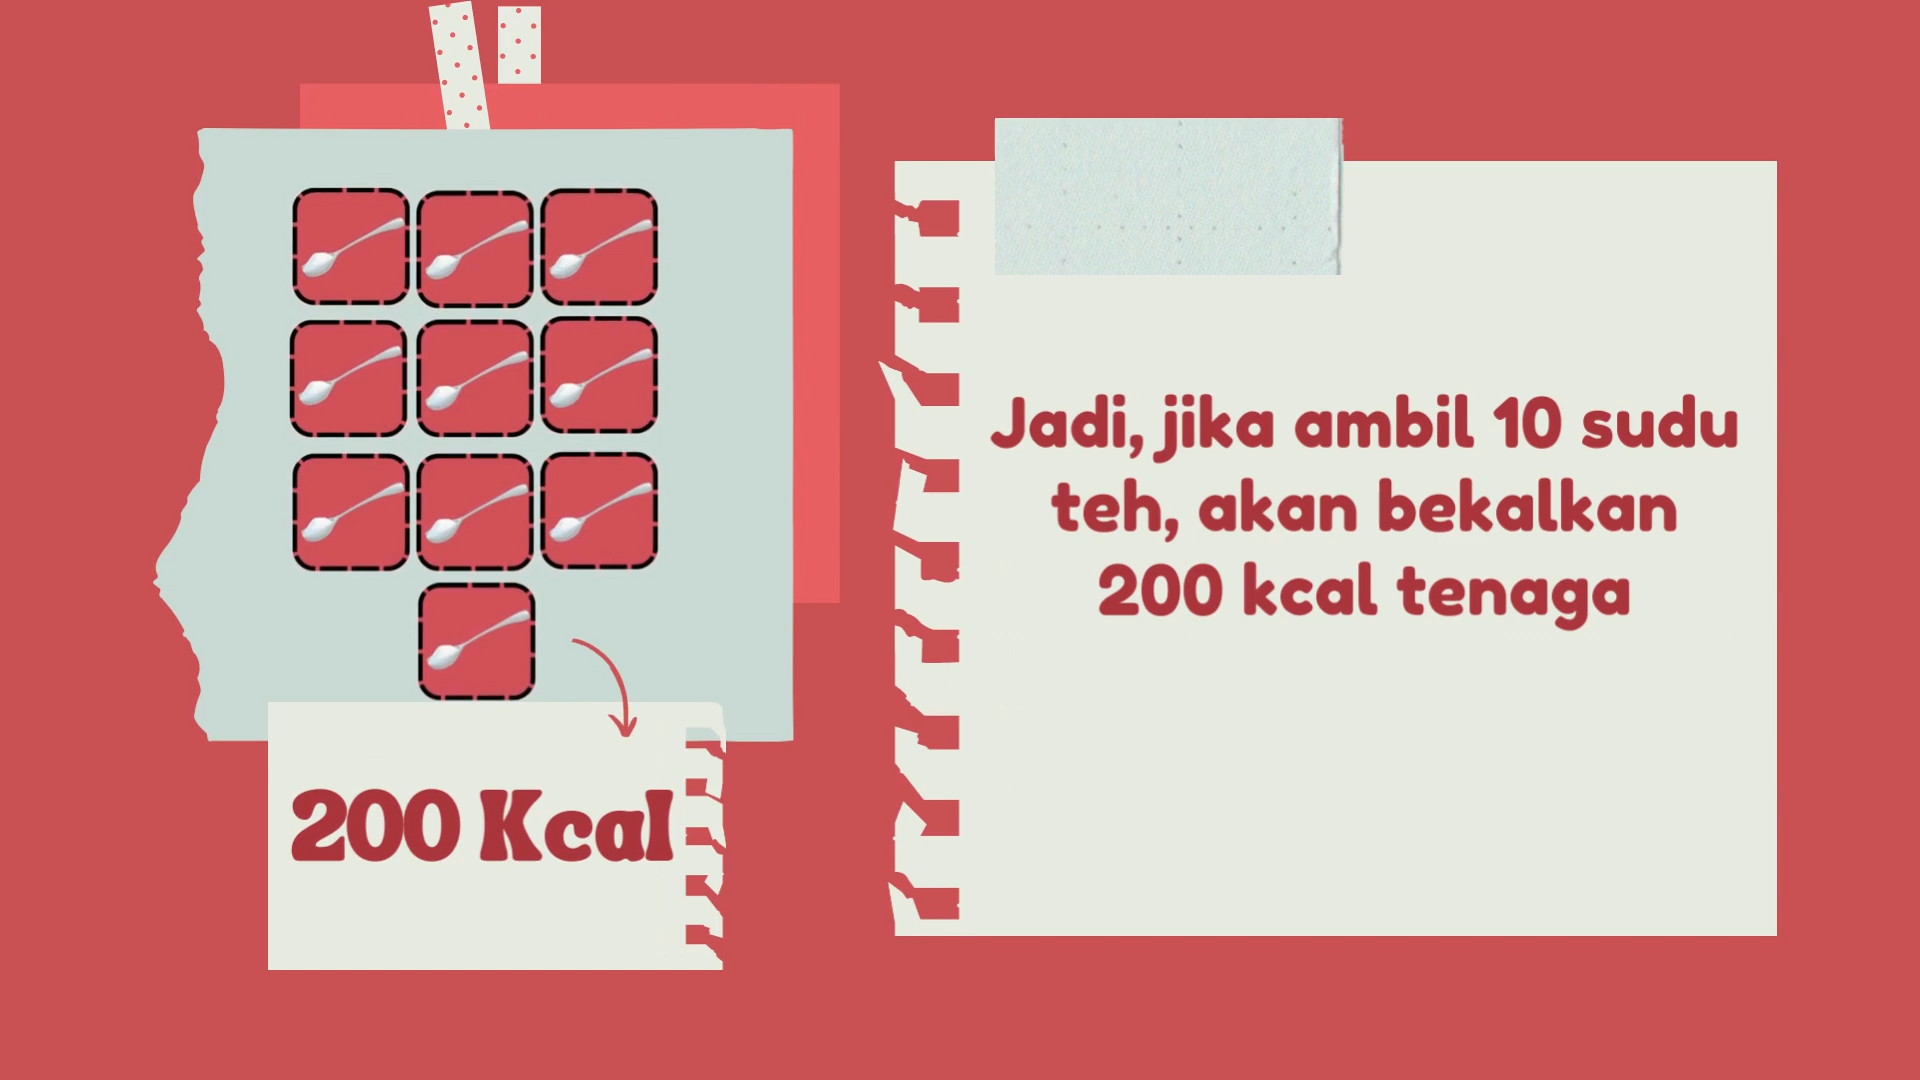 200 Kcal
Jadi, jika ambil 10 sudu
teh, akan bekalkan
200 kcal tenaga